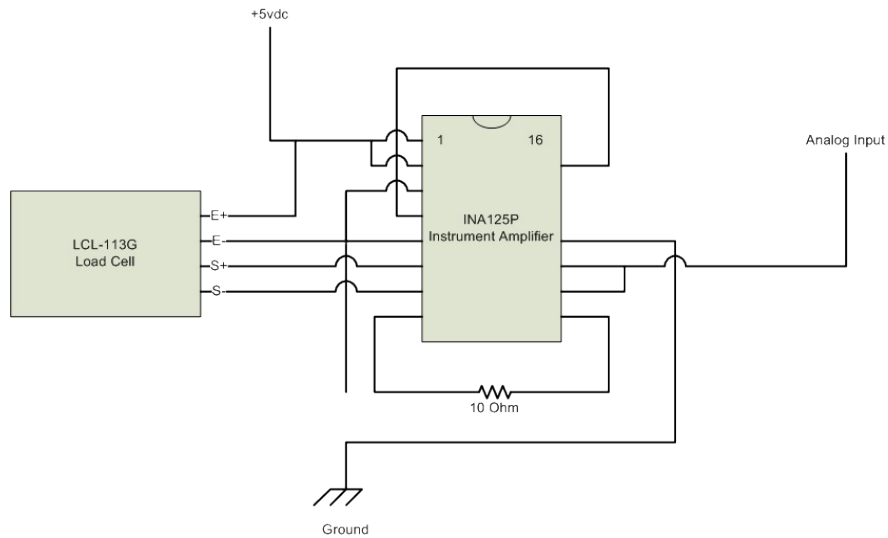 +5vdc
1
16
Analog Input
LCL-113G
Load Cell
E+
E-
S+
S-
INA125P
Instrument Amplifier
10 Ohm
Ground